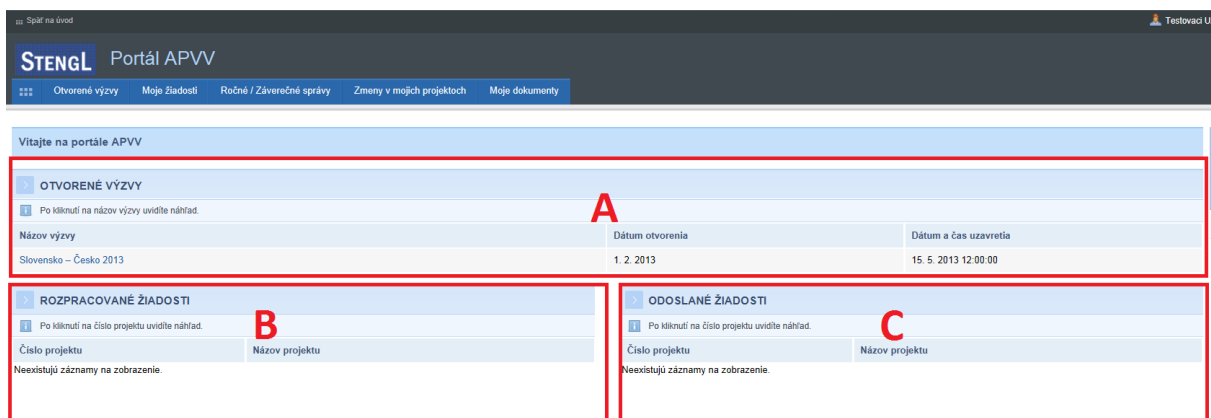 Späť na úvod
Testovaci U
STENGL Portál APVV
Otvorené výzvy Moje žiadosti Ročné / Záverečné správy Zmeny v mojich projektoch Moje dokumenty
Vitajte na portále APVV
OTVORENÉ VÝZVY
A
Po kliknutí na názov výzvy uvidíte náhľad.
Názov výzvy Dátum otvorenia Dátum a čas uzavretia
Slovensko – Česko 2013 1. 2. 2013 15. 5. 2013 12:00:00
ROZPRACOVANÉ ŽIADOSTI
B
Po kliknutí na číslo projektu uvidíte náhľad.
Číslo projektu Názov projektu
Neexistujú záznamy na zobrazenie.
ODOSLANÉ ŽIADOSTI
C
Po kliknutí na číslo projektu uvidíte náhľad.
Číslo projektu Názov projektu
Neexistujú záznamy na zobrazenie.